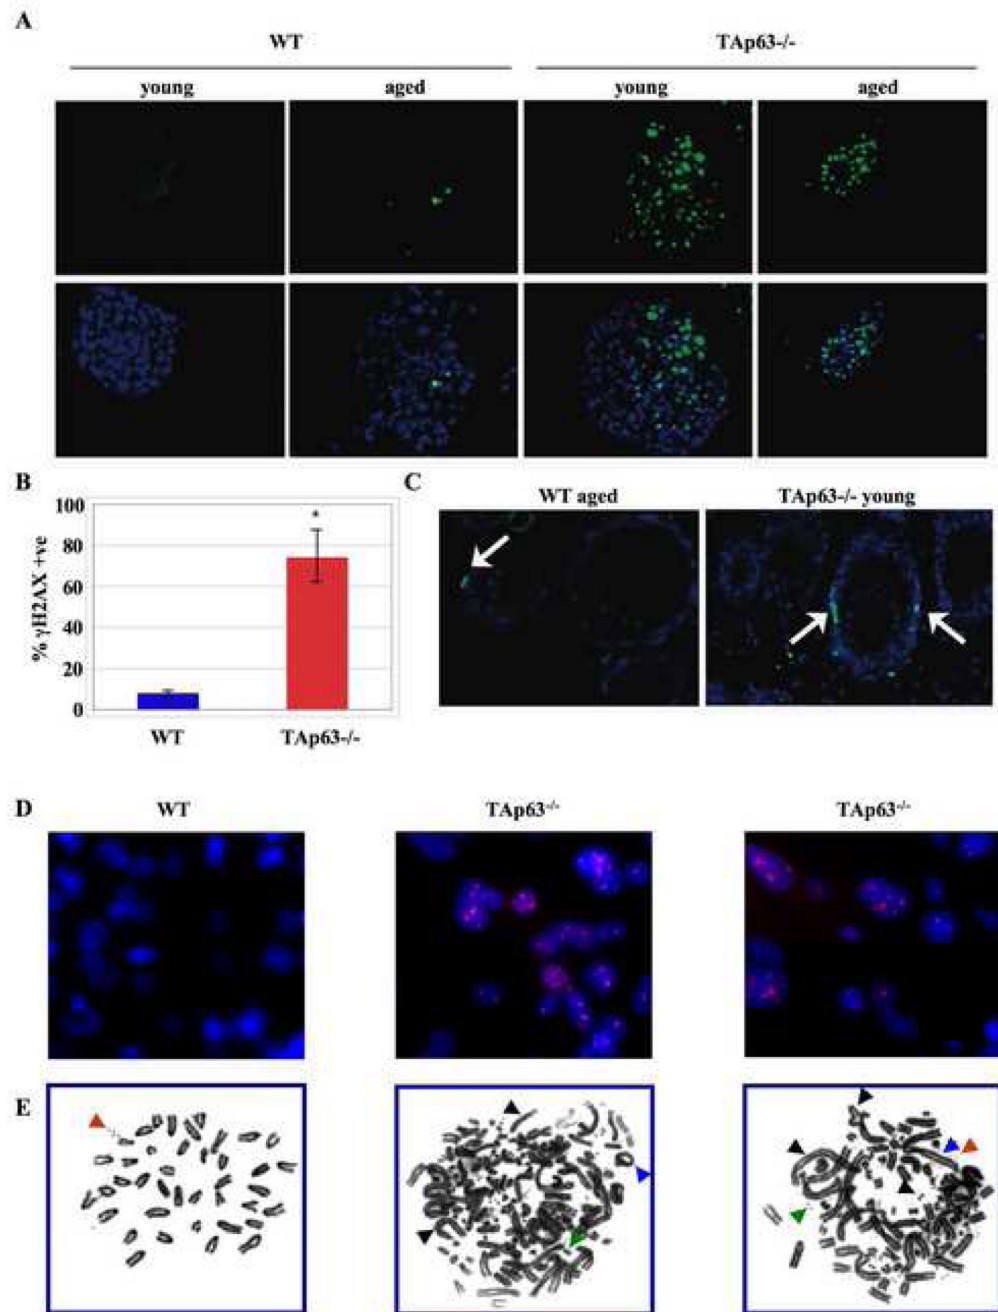 A
WT TAp63-/-
young aged young aged
B
C
WT aged TAp63-/- young
% γH2AX +ve
100
80
60
40
20
0
*
WT TAp63-/-
D
WT TAp63-/- TAp63-/-
E